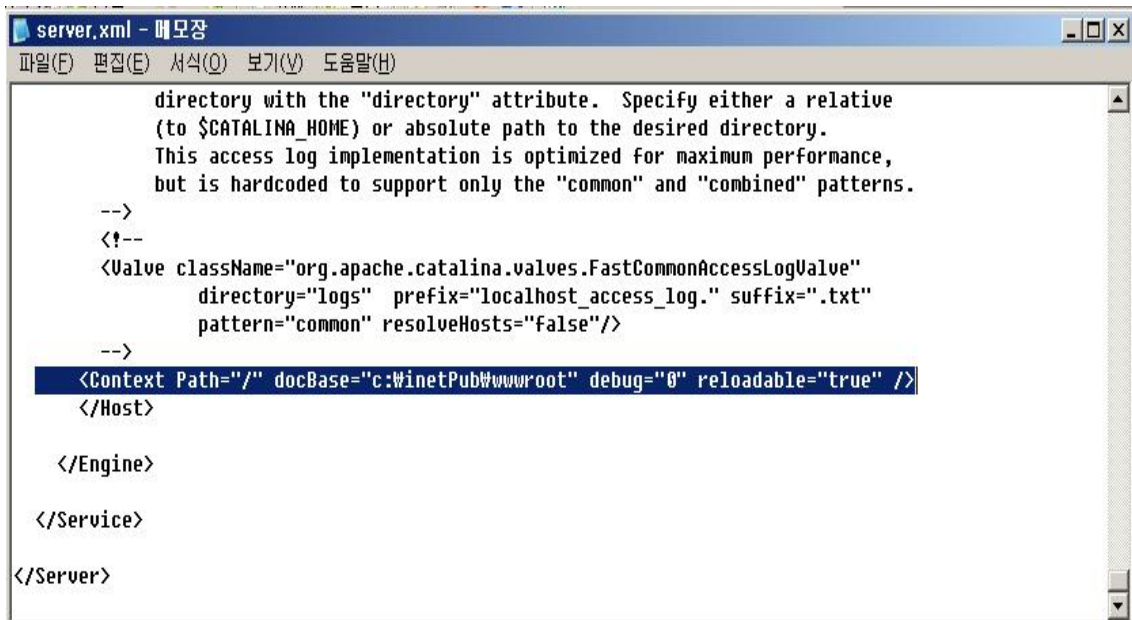 server.xml - 메모장
파일(F) 편집(E) 서식(O) 보기(V) 도움말(H)
directory with the "directory" attribute.  Specify either a relative
(to $CATALINA_HOME) or absolute path to the desired directory.
This access log implementation is optimized for maximum performance,
but is hardcoded to support only the "common" and "combined" patterns.
-->
<!--
<Valve className="org.apache.catalina.valves.FastCommonAccessLogValve"
directory="logs"  prefix="localhost_access_log." suffix=".txt"
pattern="common" resolveHosts="false"/>
-->
<Context Path="/" docBase="c:₩inetPub₩wwwroot" debug="0" reloadable="true" />
</Host>
</Engine>
</Service>
</Server>